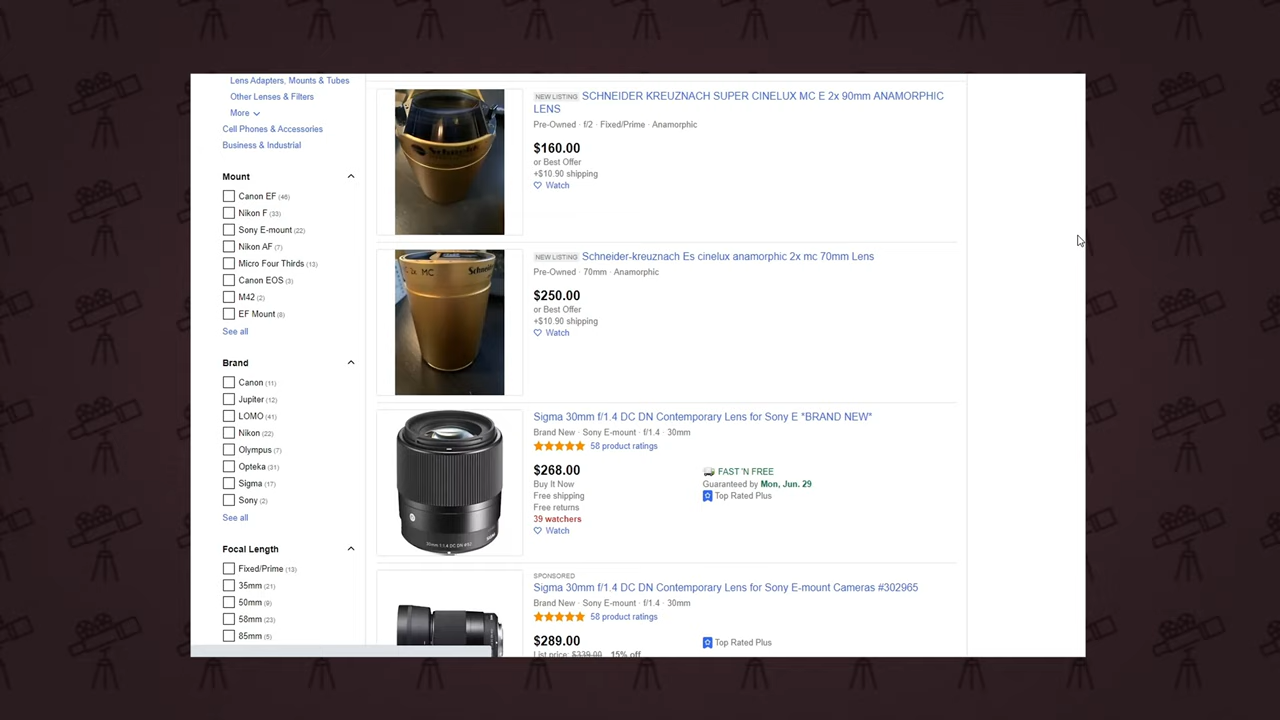 Lens Adapters, Mounts & Tubes
Other Lenses & Filters
More
Cell Phones & Accessories
Business & Industrial
Mount
Canon EF (46)
Nikon F (33)
Sony E-mount (22)
Nikon AF (7)
Micro Four Thirds (13)
Canon EOS (3)
M42 (2)
EF Mount (8)
See all
Brand
Canon (11)
Jupiter (12)
LOMO (41)
Nikon (22)
Olympus (7)
Opteka (31)
Sigma (17)
Sony (2)
See all
Focal Length
Fixed/Prime (13)
35mm (21)
50mm (9)
58mm (23)
85mm (5)
NEW LISTING SCHNEIDER KREUZNACH SUPER CINELUX MC E 2x 90mm ANAMORPHIC
LENS
Pre-Owned · f/2 · Fixed/Prime · Anamorphic
$160.00
or Best Offer
+$10.90 shipping
Watch
2x MC Schne
NEW LISTING Schneider-kreuznach Es cinelux anamorphic 2x mc 70mm Lens
Pre-Owned · 70mm · Anamorphic
$250.00
or Best Offer
+$10.90 shipping
Watch
Sigma 30mm f/1.4 DC DN Contemporary Lens for Sony E *BRAND NEW*
Brand New · Sony E-mount · f/1.4 · 30mm
58 product ratings
$268.00
Buy It Now
Free shipping
Free returns
39 watchers
Watch
FAST 'N FREE
Guaranteed by Mon, Jun. 29
Top Rated Plus
SPONSORED
Sigma 30mm f/1.4 DC DN Contemporary Lens for Sony E-mount Cameras #302965
Brand New · Sony E-mount · f/1.4 · 30mm
58 product ratings
$289.00
List price: $339.00 15% off
Top Rated Plus